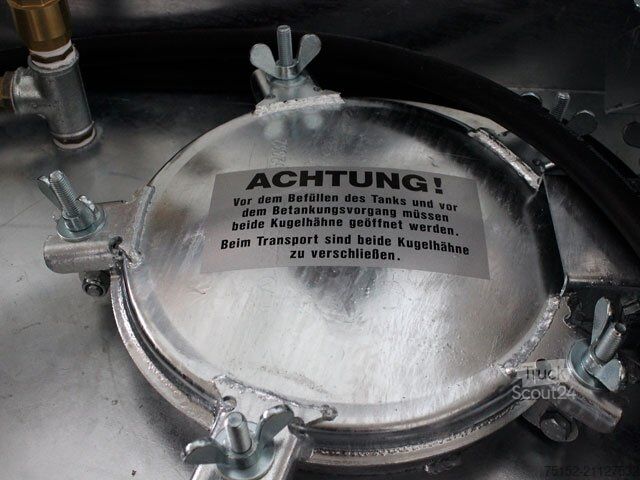 ACHTUNG!
Vor dem Befüllen des Tanks und vor
dem Betankungsvorgang müssen
beide Kugelhähne geöffnet werden.
Beim Transport sind beide Kugelhähne
zu verschließen.
Truck
Scout24